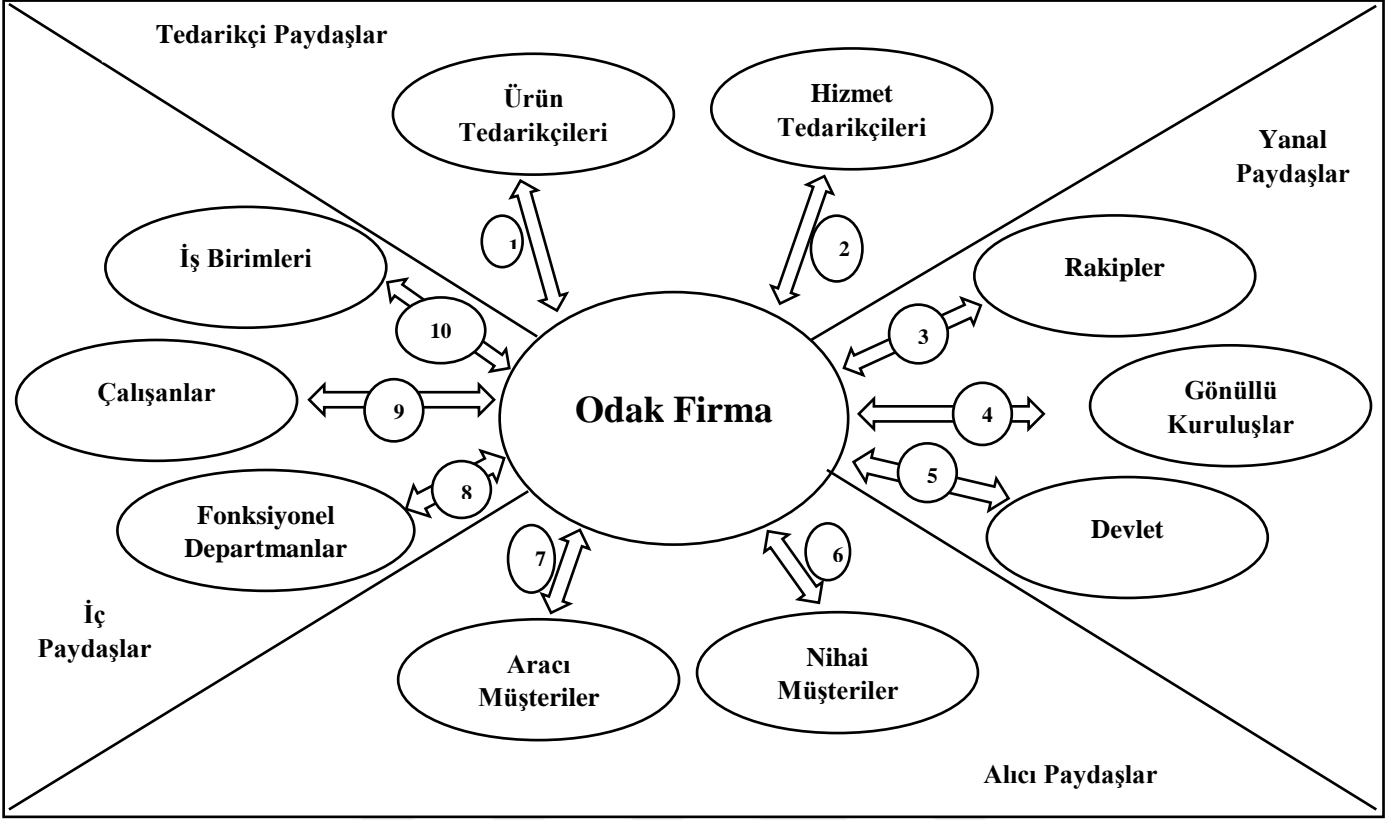 Tedarikçi Paydaşlar
Ürün
Tedarikçileri
Hizmet
Tedarikçileri
Yanal
Paydaşlar
1
2
İş Birimleri
Rakipler
10
3
Çalışanlar
9
Odak Firma
4
Gönüllü
Kuruluşlar
8
5
Fonksiyonel
Departmanlar
Devlet
7
6
İç
Paydaşlar
Aracı
Müşteriler
Nihai
Müşteriler
Alıcı Paydaşlar